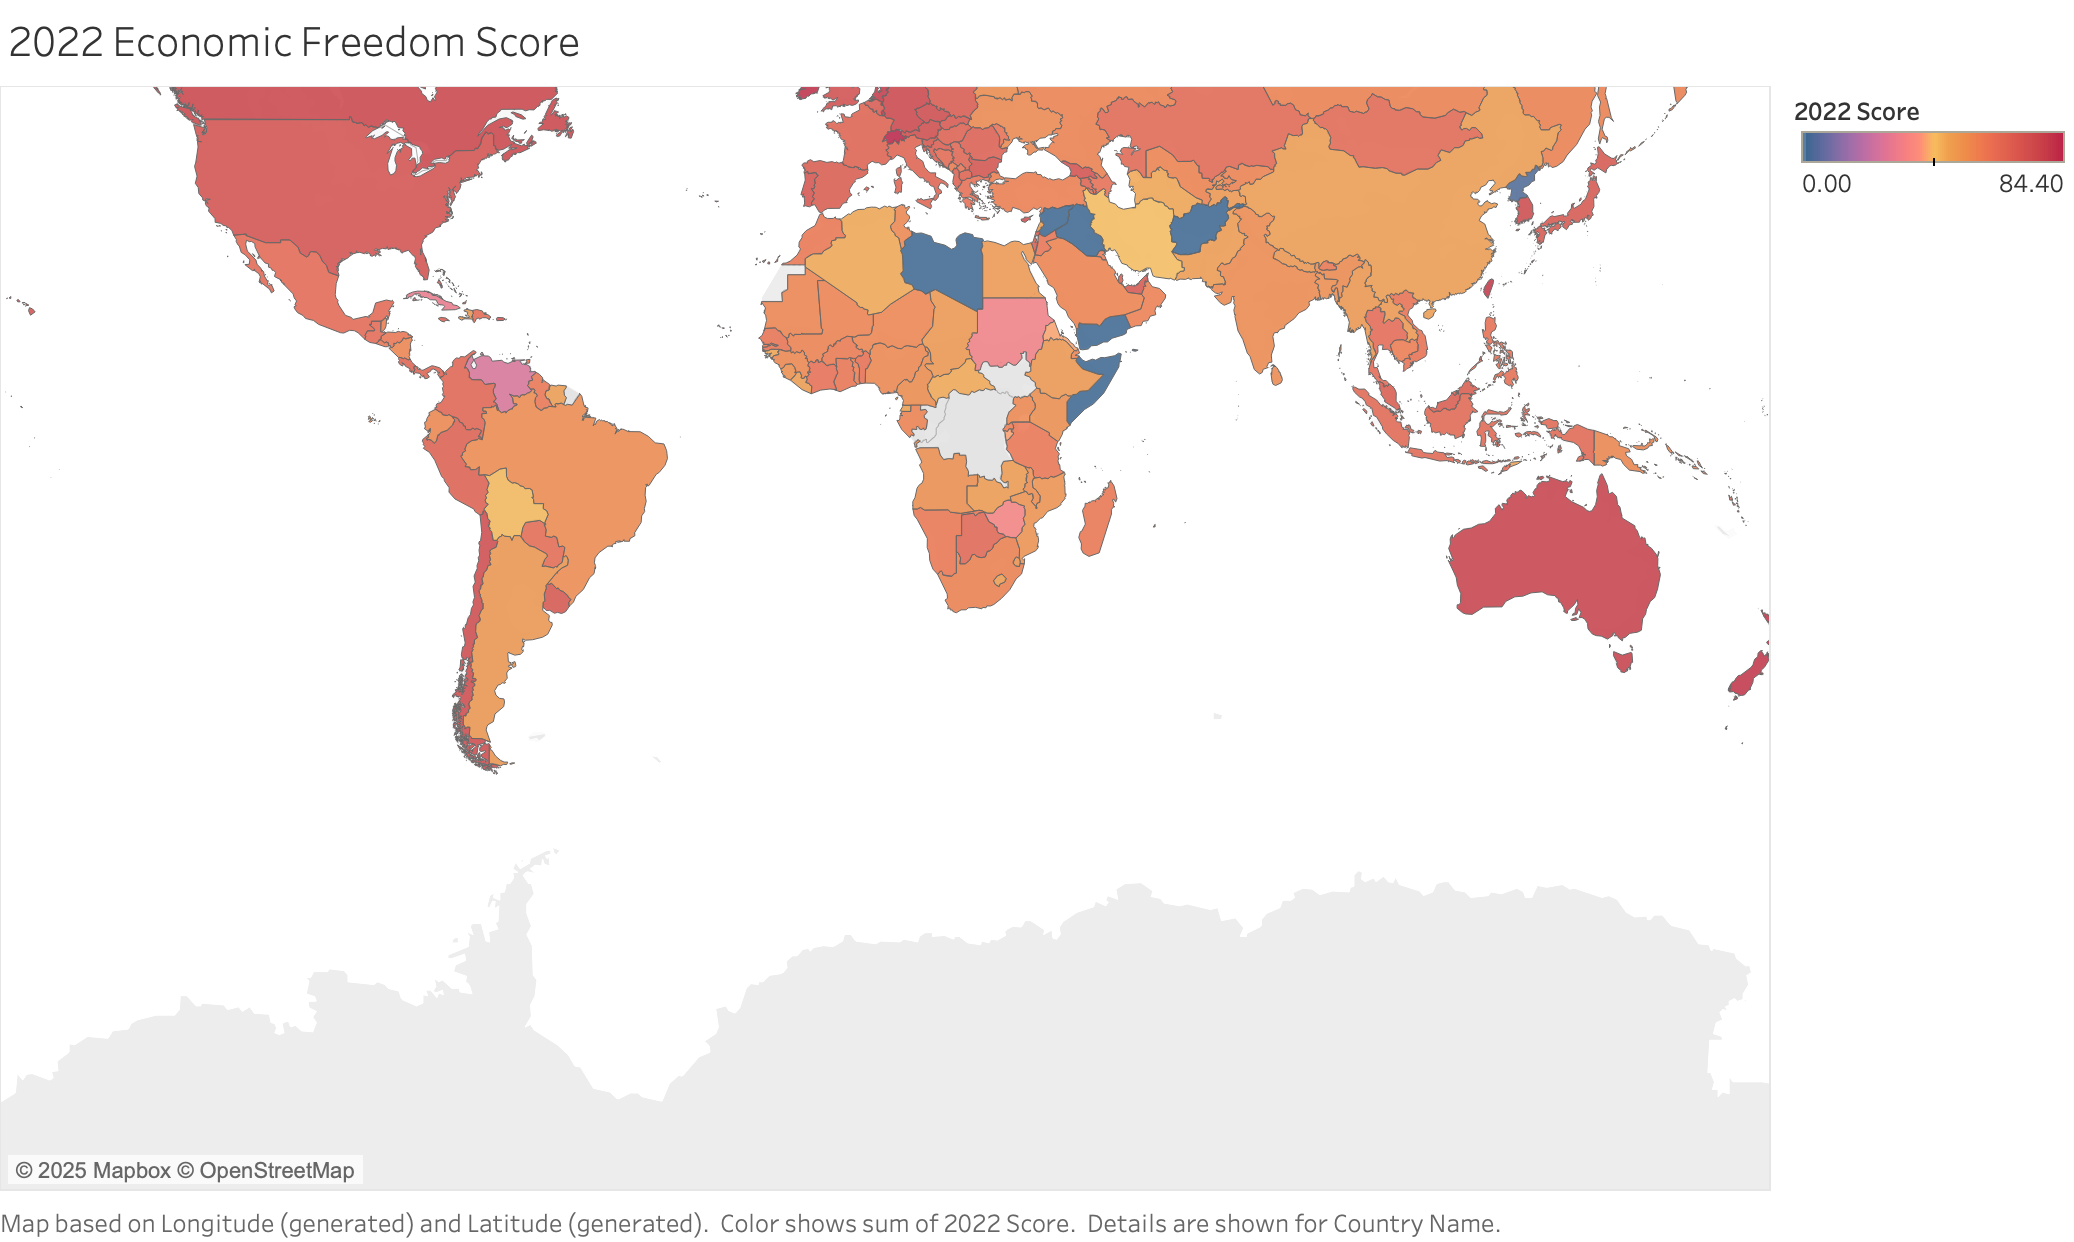 2022 Economic Freedom Score
2022 Score
0.00 84.40
© 2025 Mapbox © OpenStreetMap
Map based on Longitude (generated) and Latitude (generated). Color shows sum of 2022 Score. Details are shown for Country Name.